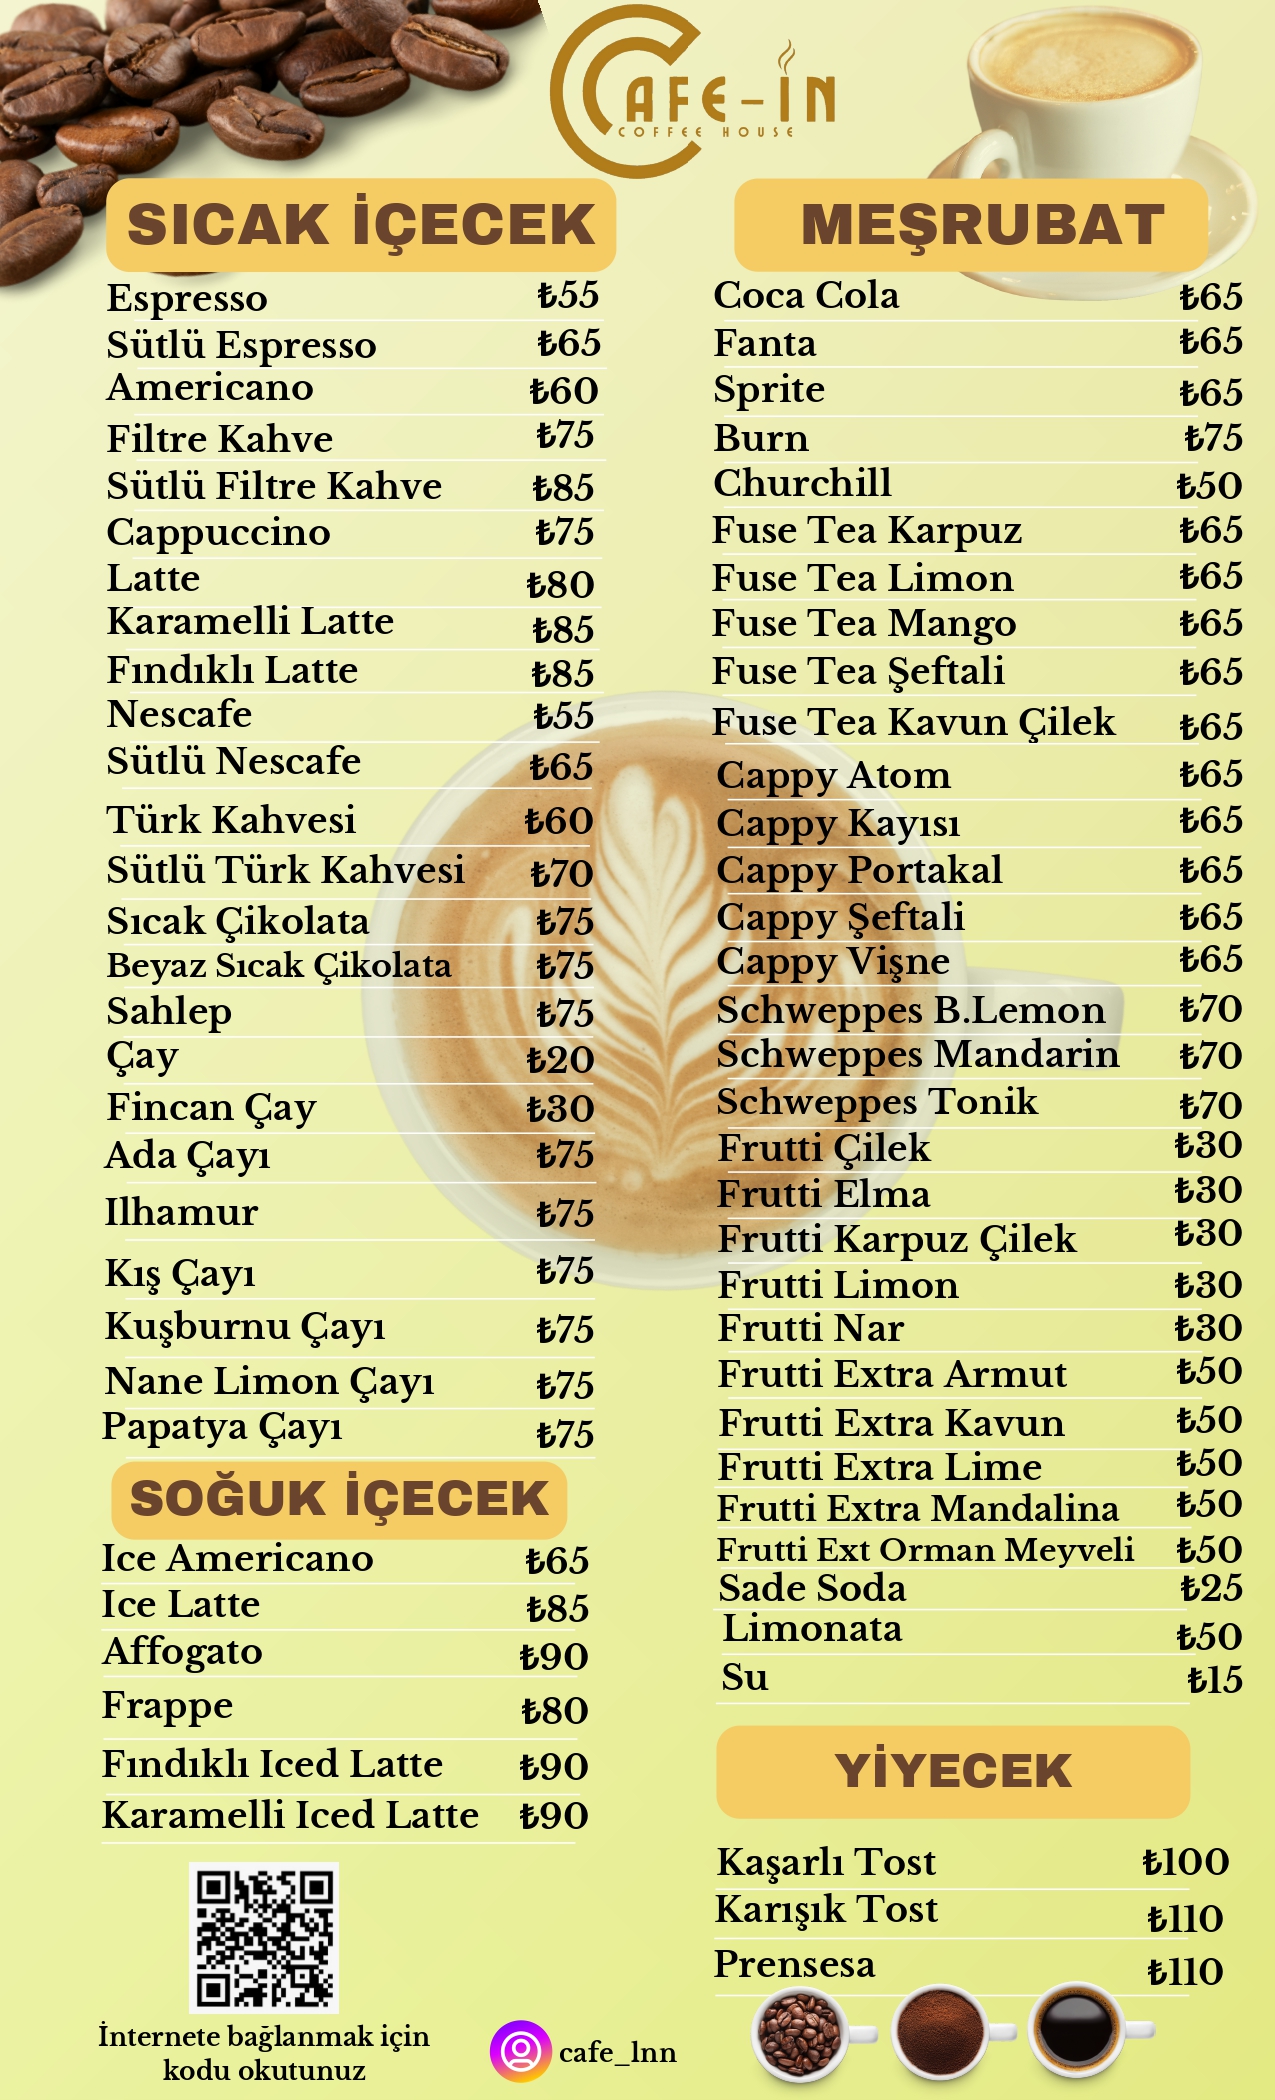 CAFE-IN
COFFEE HOUSE
SICAK İÇECEK
Espresso ₺55
Sütlü Espresso ₺65
Americano ₺60
Filtre Kahve ₺75
Sütlü Filtre Kahve ₺85
Cappuccino ₺75
Latte ₺80
Karamelli Latte ₺85
Fındıklı Latte ₺85
Nescafe ₺55
Sütlü Nescafe ₺65
Türk Kahvesi ₺60
Sütlü Türk Kahvesi ₺70
Sıcak Çikolata ₺75
Beyaz Sıcak Çikolata ₺75
Sahlep ₺75
Çay ₺20
Fincan Çay ₺30
Ada Çayı ₺75
Ilhamur ₺75
Kış Çayı ₺75
Kuşburnu Çayı ₺75
Nane Limon Çayı ₺75
Papatya Çayı ₺75
SOĞUK İÇECEK
Ice Americano ₺65
Ice Latte ₺85
Affogato ₺90
Frappe ₺80
Fındıklı Iced Latte ₺90
Karamelli Iced Latte ₺90
İnternete bağlanmak için
kodu okutunuz
cafe_lnn
MEŞRUBAT
Coca Cola ₺65
Fanta ₺65
Sprite ₺65
Burn ₺75
Churchill ₺50
Fuse Tea Karpuz ₺65
Fuse Tea Limon ₺65
Fuse Tea Mango ₺65
Fuse Tea Şeftali ₺65
Fuse Tea Kavun Çilek ₺65
Cappy Atom ₺65
Cappy Kayısı ₺65
Cappy Portakal ₺65
Cappy Şeftali ₺65
Cappy Vişne ₺65
Schweppes B.Lemon ₺70
Schweppes Mandarin ₺70
Schweppes Tonik ₺70
Frutti Çilek ₺30
Frutti Elma ₺30
Frutti Karpuz Çilek ₺30
Frutti Limon ₺30
Frutti Nar ₺30
Frutti Extra Armut ₺50
Frutti Extra Kavun ₺50
Frutti Extra Lime ₺50
Frutti Extra Mandalina ₺50
Frutti Ext Orman Meyveli ₺50
Sade Soda ₺25
Limonata ₺50
Su ₺15
YİYECEK
Kaşarlı Tost ₺100
Karışık Tost ₺110
Prensesa ₺110